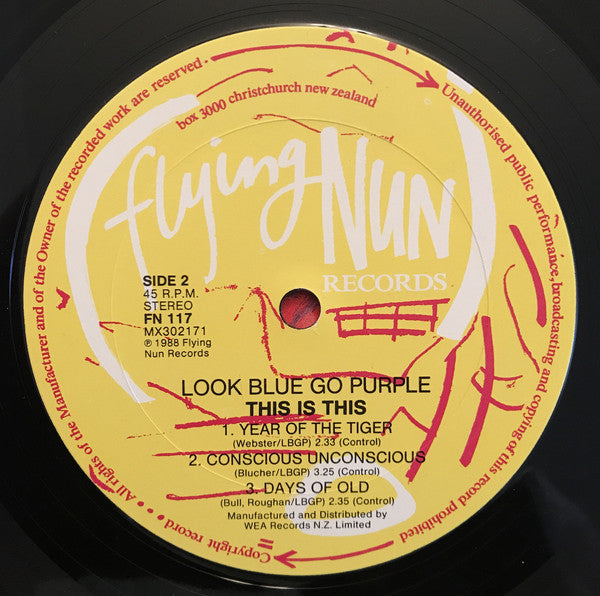 Copyright record ••• All rights of the Manufacturer and of the Owner of the recorded work are reserved •
Unauthorised public performance, broadcasting and copying of this record prohibited
box 3000 christchurch new zealand
flying NUN
RECORDS
SIDE 2
45 R.P.M.
STEREO
FN 117
MX302171
℗ 1988 Flying
Nun Records
LOOK BLUE GO PURPLE
THIS IS THIS
1. YEAR OF THE TIGER
(Webster/LBGP) 2.33 (Control)
2. CONSCIOUS UNCONSCIOUS
(Blucher/LBGP) 3.25 (Control)
3. DAYS OF OLD
(Bull, Roughan/LBGP) 2.35 (Control)
Manufactured and Distributed by
WEA Records N.Z. Limited